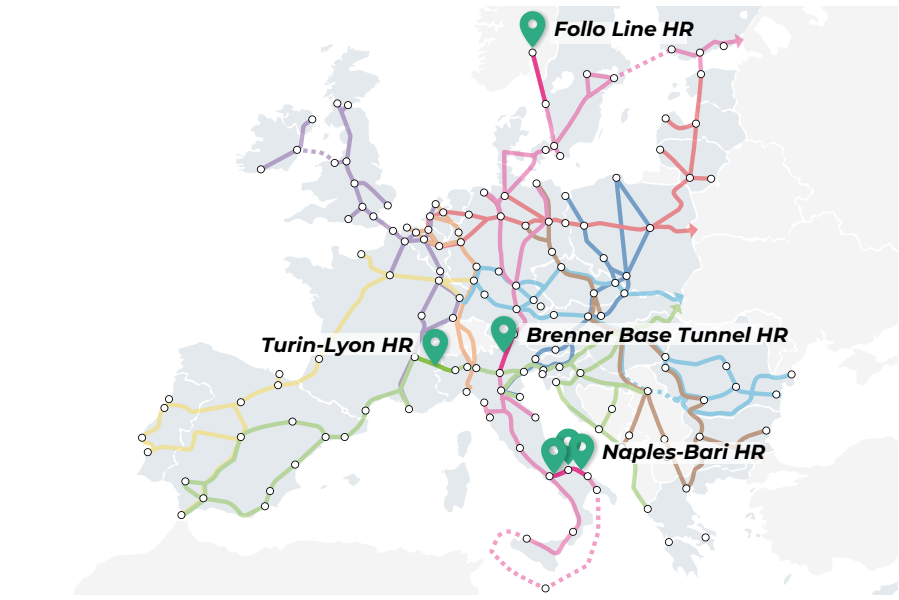 Follo Line HR
Brenner Base Tunnel HR
Turin-Lyon HR
Naples-Bari HR